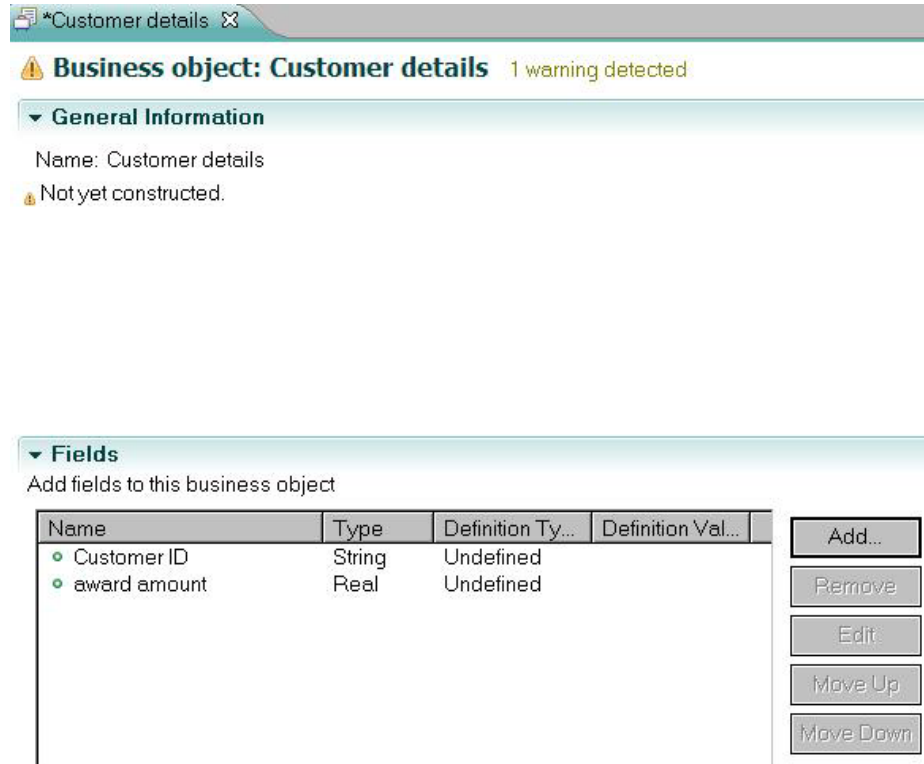 *Customer details
Business object: Customer details 1 warning detected
General Information
Name: Customer details
Not yet constructed.
Fields
Add fields to this business object
Name Type Definition Ty... Definition Val...
Add...
Customer ID String Undefined
award amount Real Undefined
Remove
Edit
Move Up
Move Down